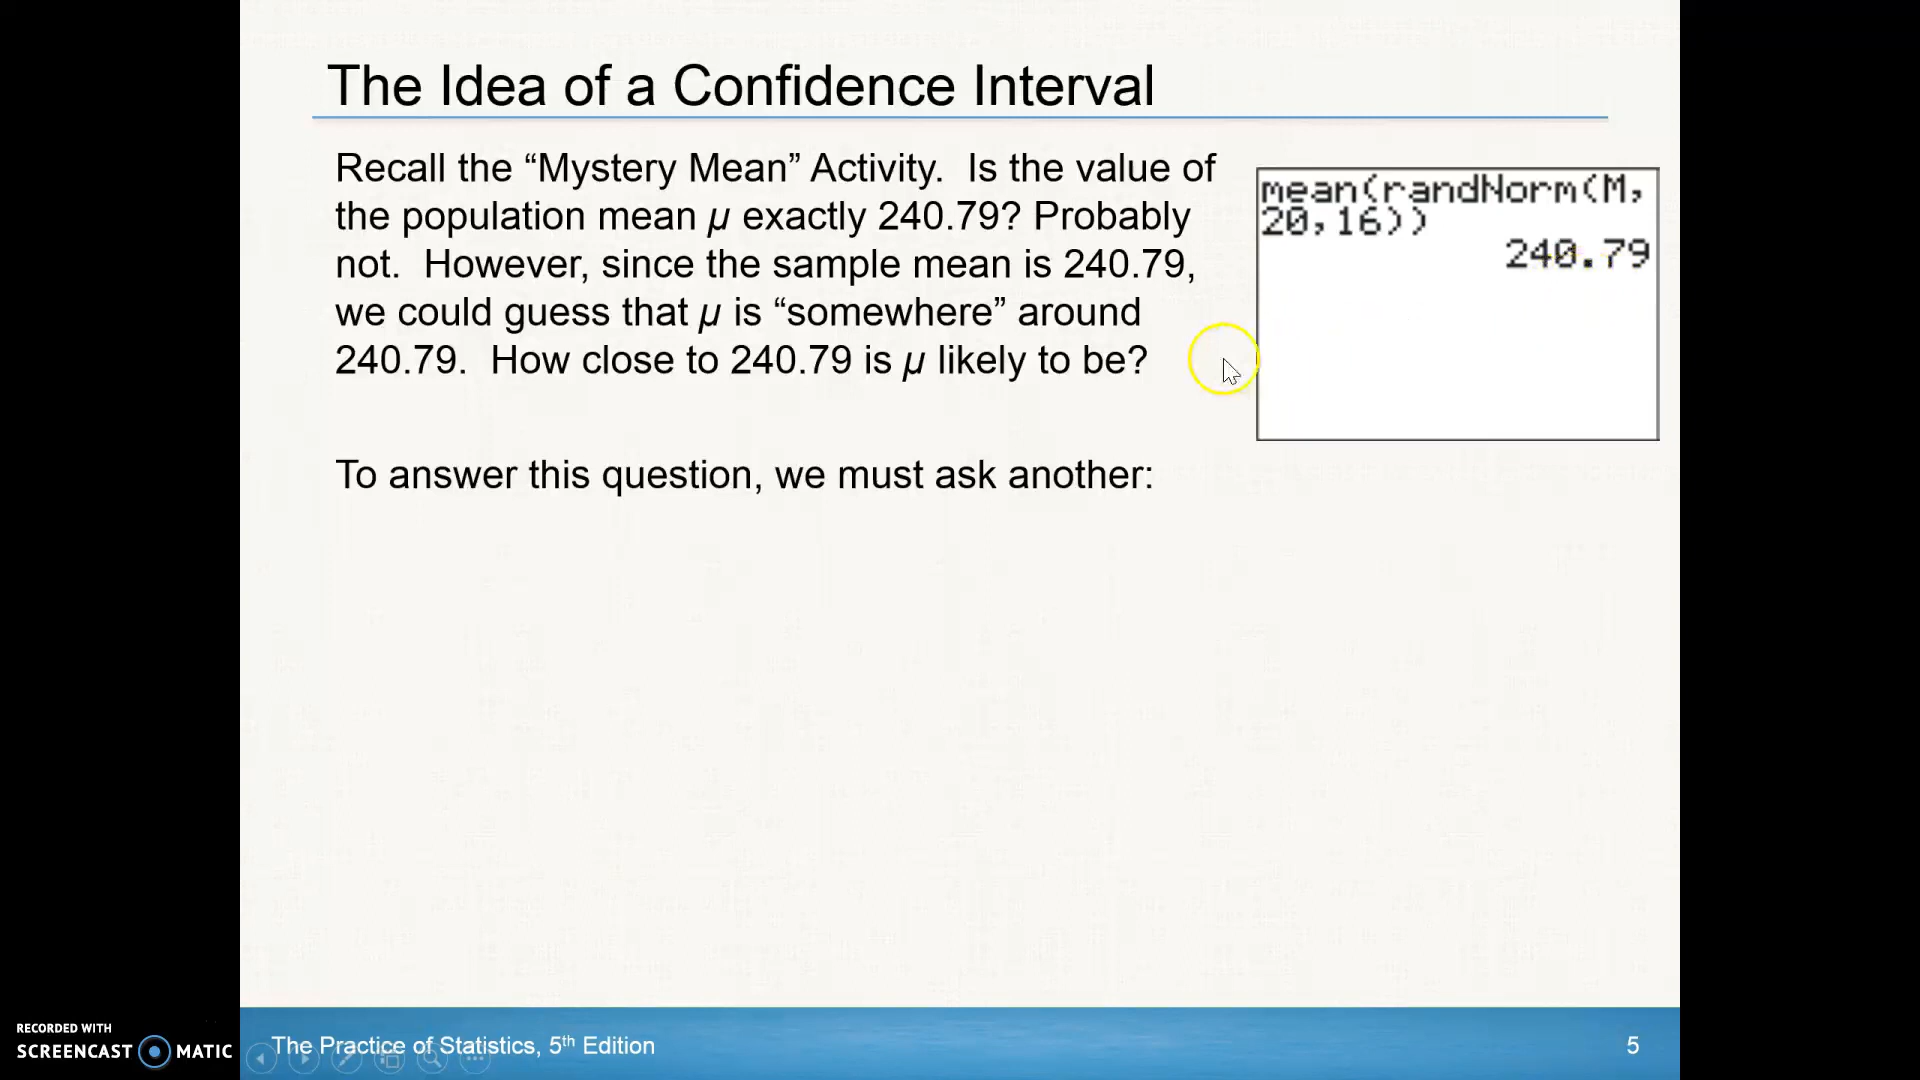 The Idea of a Confidence Interval
Recall the “Mystery Mean” Activity.  Is the value of
the population mean µ exactly 240.79? Probably
not.  However, since the sample mean is 240.79,
we could guess that µ is “somewhere” around
240.79.  How close to 240.79 is µ likely to be?
mean(randNorm(M,
20,16))
240.79
To answer this question, we must ask another:
RECORDED WITH
SCREENCAST MATIC
The Practice of Statistics, 5th Edition
5